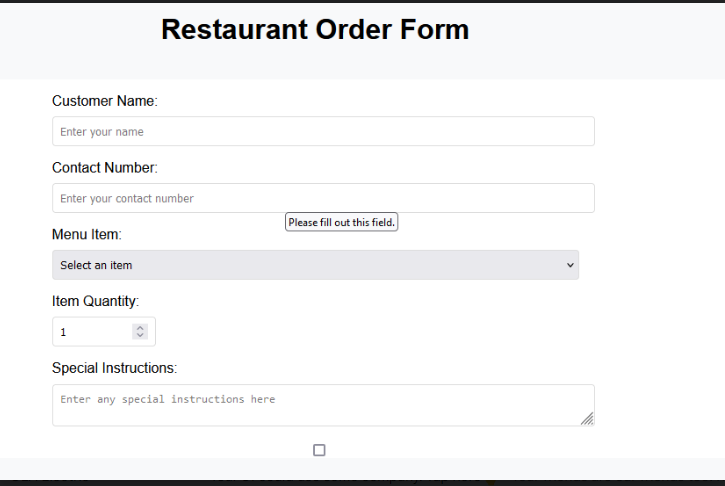 Restaurant Order Form
Customer Name:
Enter your name
Contact Number:
Enter your contact number
Please fill out this field.
Menu Item:
Select an item
Item Quantity:
1
Special Instructions:
Enter any special instructions here